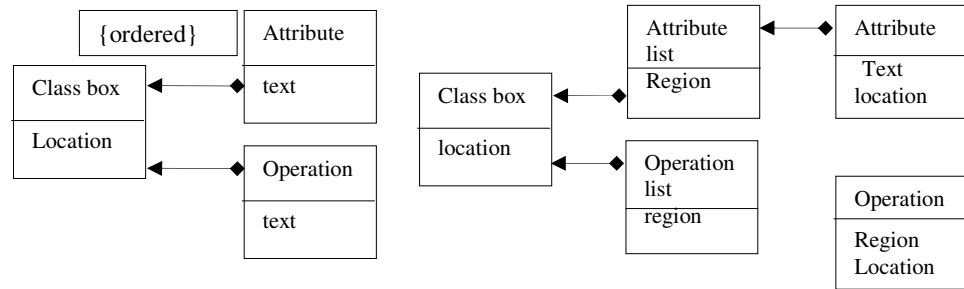 {ordered}
Attribute
text
Class box
Location
Operation
text
Attribute
list
Region
Attribute
Text
location
Class box
location
Operation
list
region
Operation
Region
Location